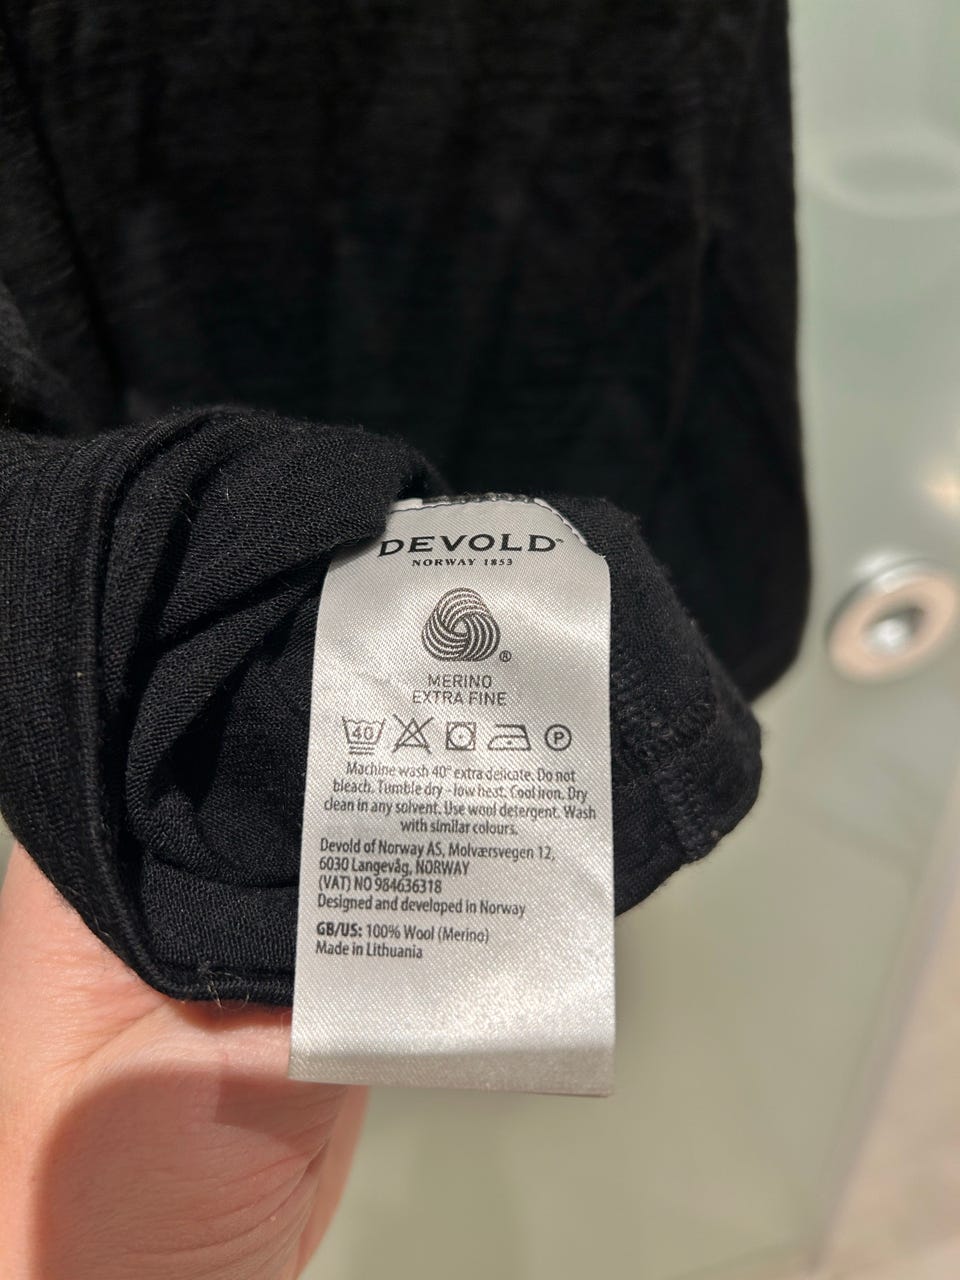 DEVOLD™
NORWAY 1853
®
MERINO
EXTRA FINE
40
P
Machine wash 40° extra delicate. Do not
bleach. Tumble dry - low heat. Cool iron. Dry
clean in any solvent. Use wool detergent. Wash
with similar colours.
Devold of Norway AS, Molværsvegen 12,
6030 Langevåg, NORWAY
(VAT) NO 984636318
Designed and developed in Norway
GB/US: 100% Wool (Merino)
Made in Lithuania